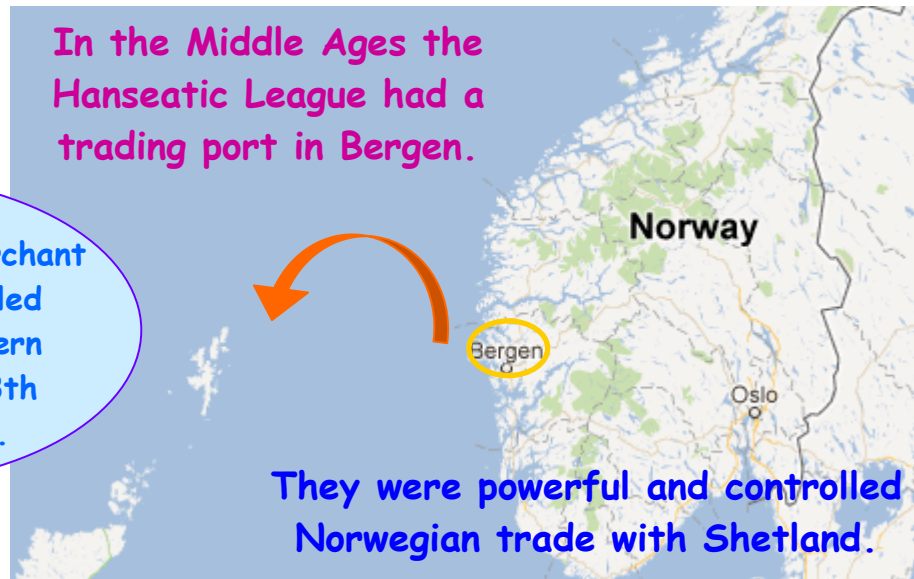 In the Middle Ages the
Hanseatic League had a
trading port in Bergen.
Norway
Bergen
Oslo
They were powerful and controlled
Norwegian trade with Shetland.